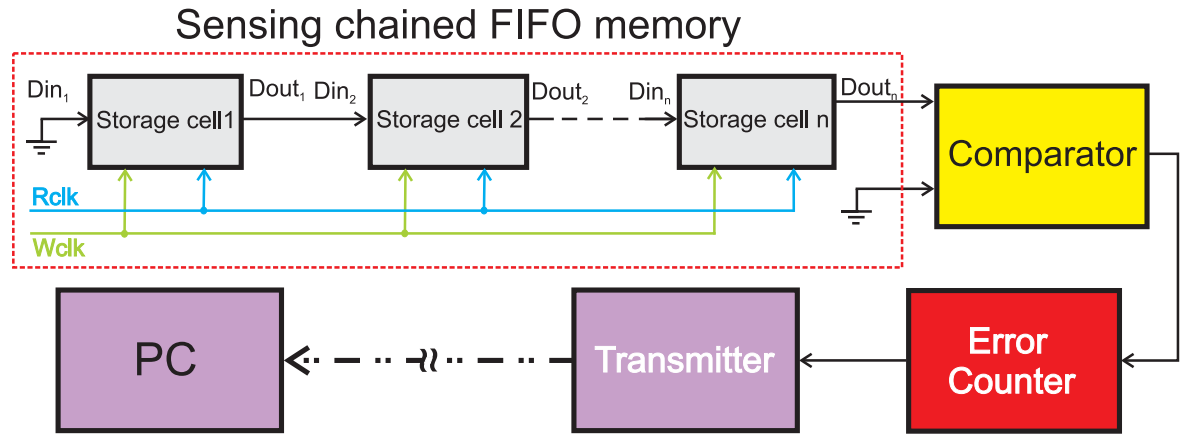 Sensing chained FIFO memory
Din1 Dout1 Din2 Dout2 Dinn Doutn
Storage cell1 Storage cell 2 Storage cell n
Comparator
Rclk
Wclk
PC
Transmitter
Error
Counter